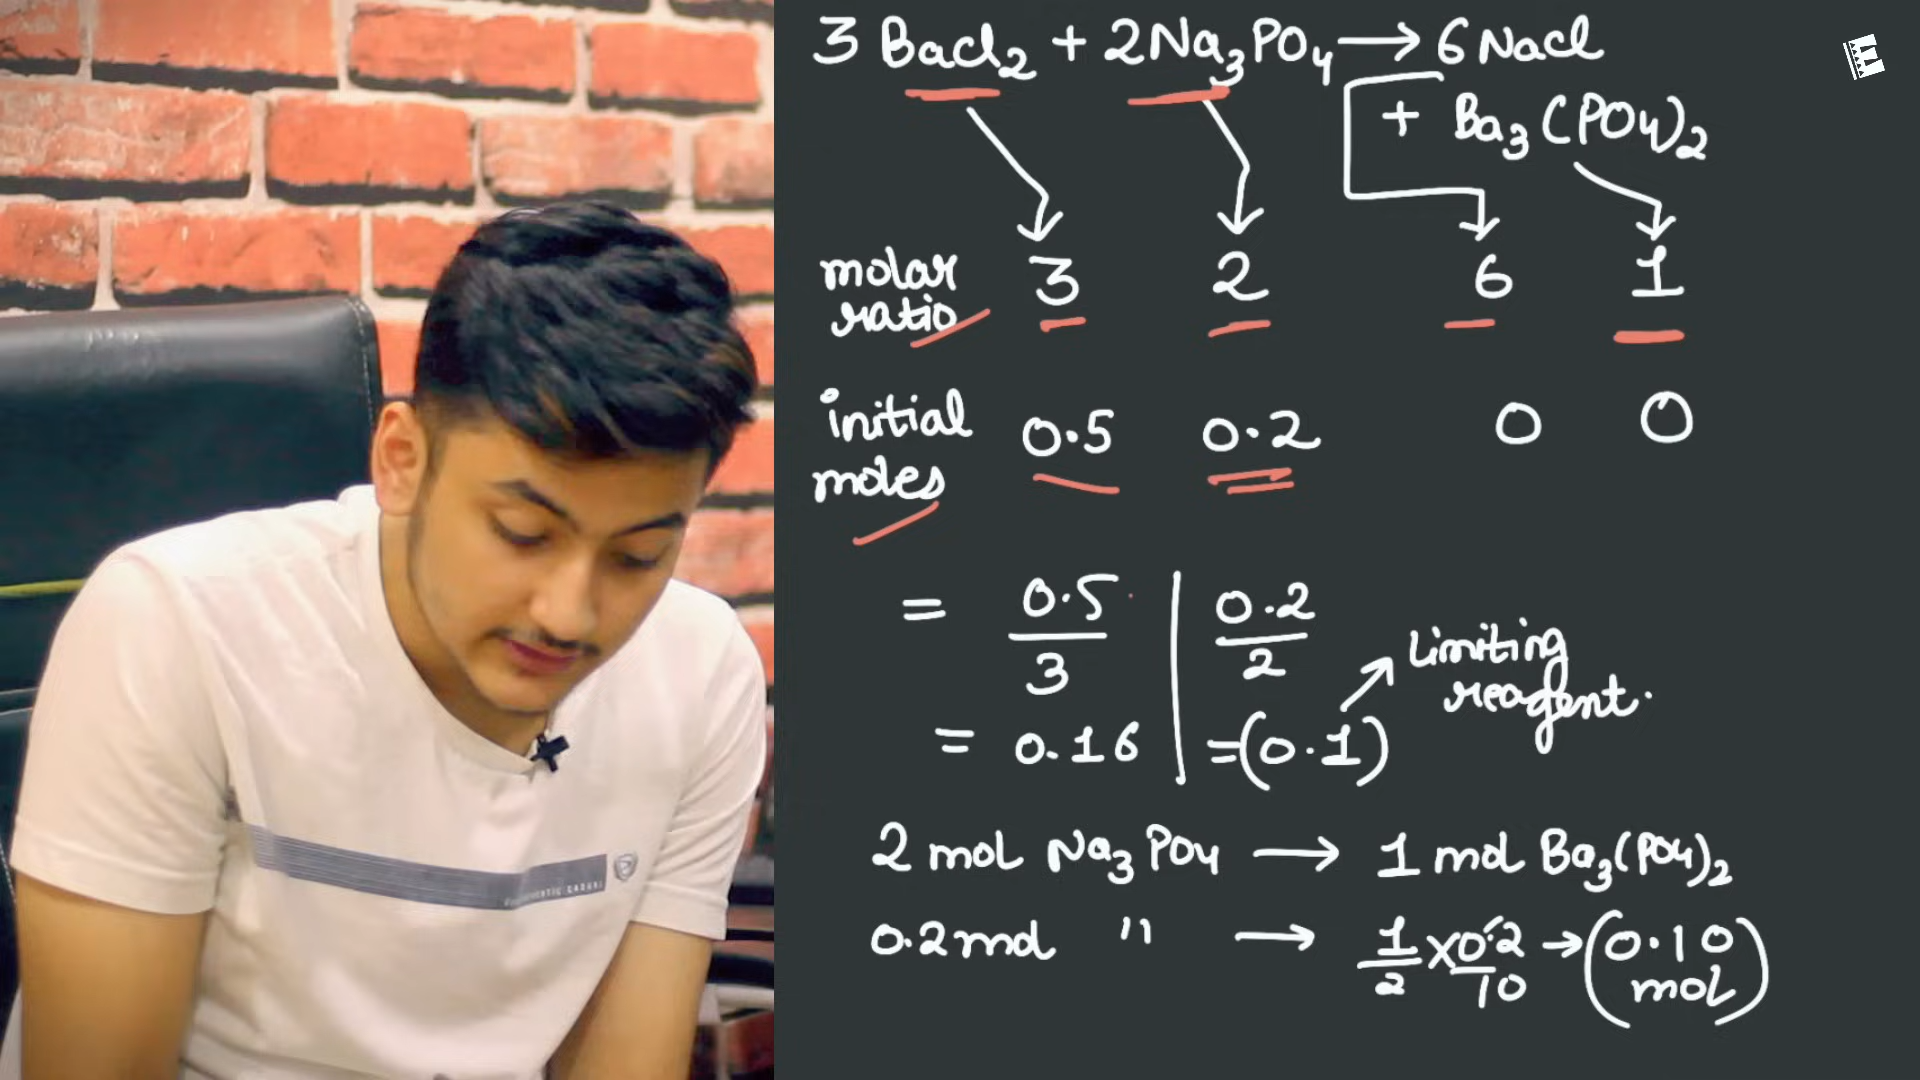 3 BaCl2 + 2Na3PO4 → 6NaCl
+ Ba3(PO4)2
molar ratio 3 2 6 1
initial moles 0.5 0.2 0 0
= 0.5/3 | 0.2/2
Limiting reagent.
= 0.16 | =(0.1)
2 mol Na3PO4 → 1 mol Ba3(PO4)2
0.2 mol " → 1/2 x 0.2/10 → (0.10 mol)